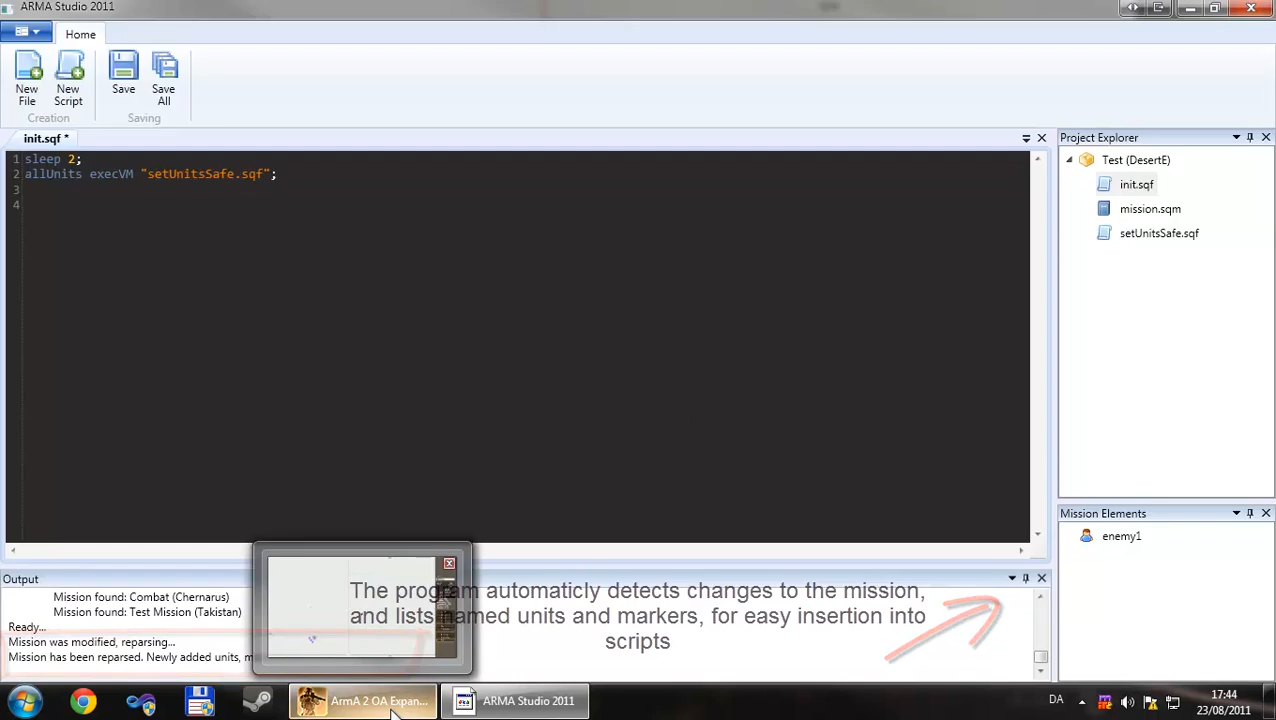 ARMA Studio 2011
Home
New File
New Script
Save
Save All
Creation
Saving
init.sqf *
1 sleep 2;
2 allUnits execVM "setUnitsSafe.sqf";
3
4
Project Explorer
Test (DesertE)
init.sqf
mission.sqm
setUnitsSafe.sqf
Mission Elements
enemy1
Output
Mission found: Combat (Chernarus)
Mission found: Test Mission (Takistan)
Ready...
Mission was modified, reparsing...
Mission has been reparsed. Newly added units,
The program automaticly detects changes to the mission,
and lists named units and markers, for easy insertion into
scripts
ArmA 2 OA Expan...
ARMA Studio 2011
DA
17:44
23/08/2011